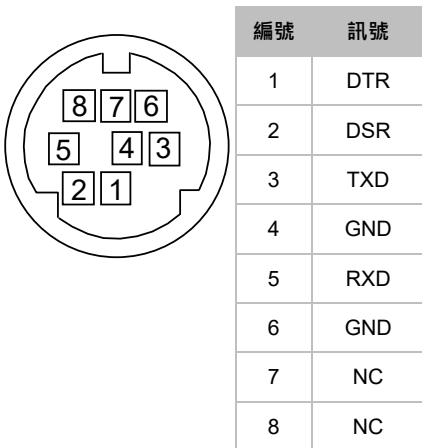 8 7 6
5 4 3
2 1
編號 訊號
1 DTR
2 DSR
3 TXD
4 GND
5 RXD
6 GND
7 NC
8 NC